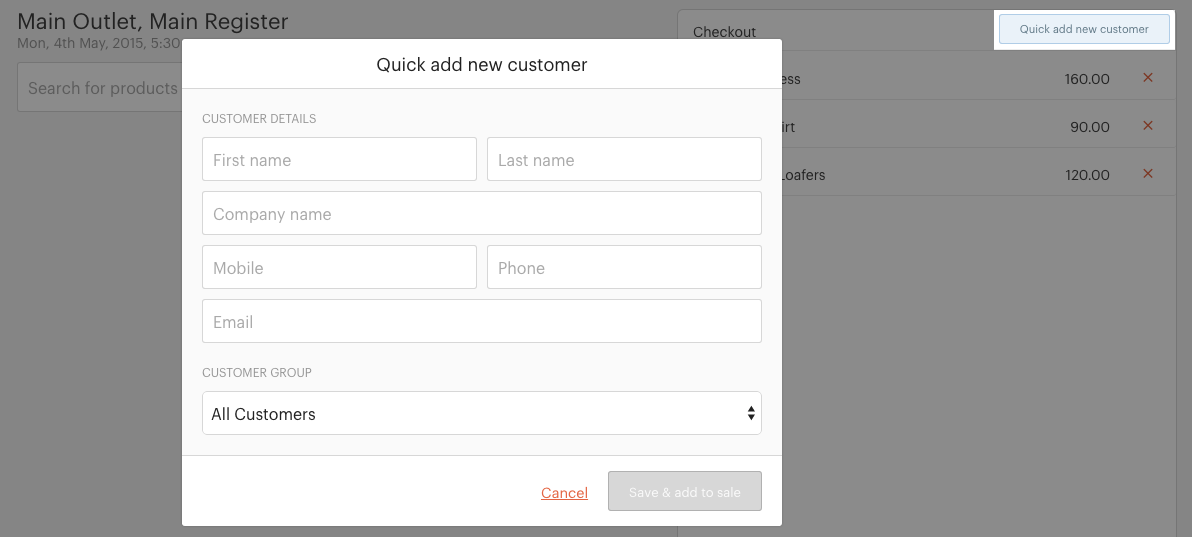 Main Outlet, Main Register
Mon, 4th May, 2015, 5:30
Search for products
Checkout
Quick add new customer
160.00
90.00
Loafers 120.00
Quick add new customer
CUSTOMER DETAILS
First name Last name
Company name
Mobile Phone
Email
CUSTOMER GROUP
All Customers
Cancel Save & add to sale